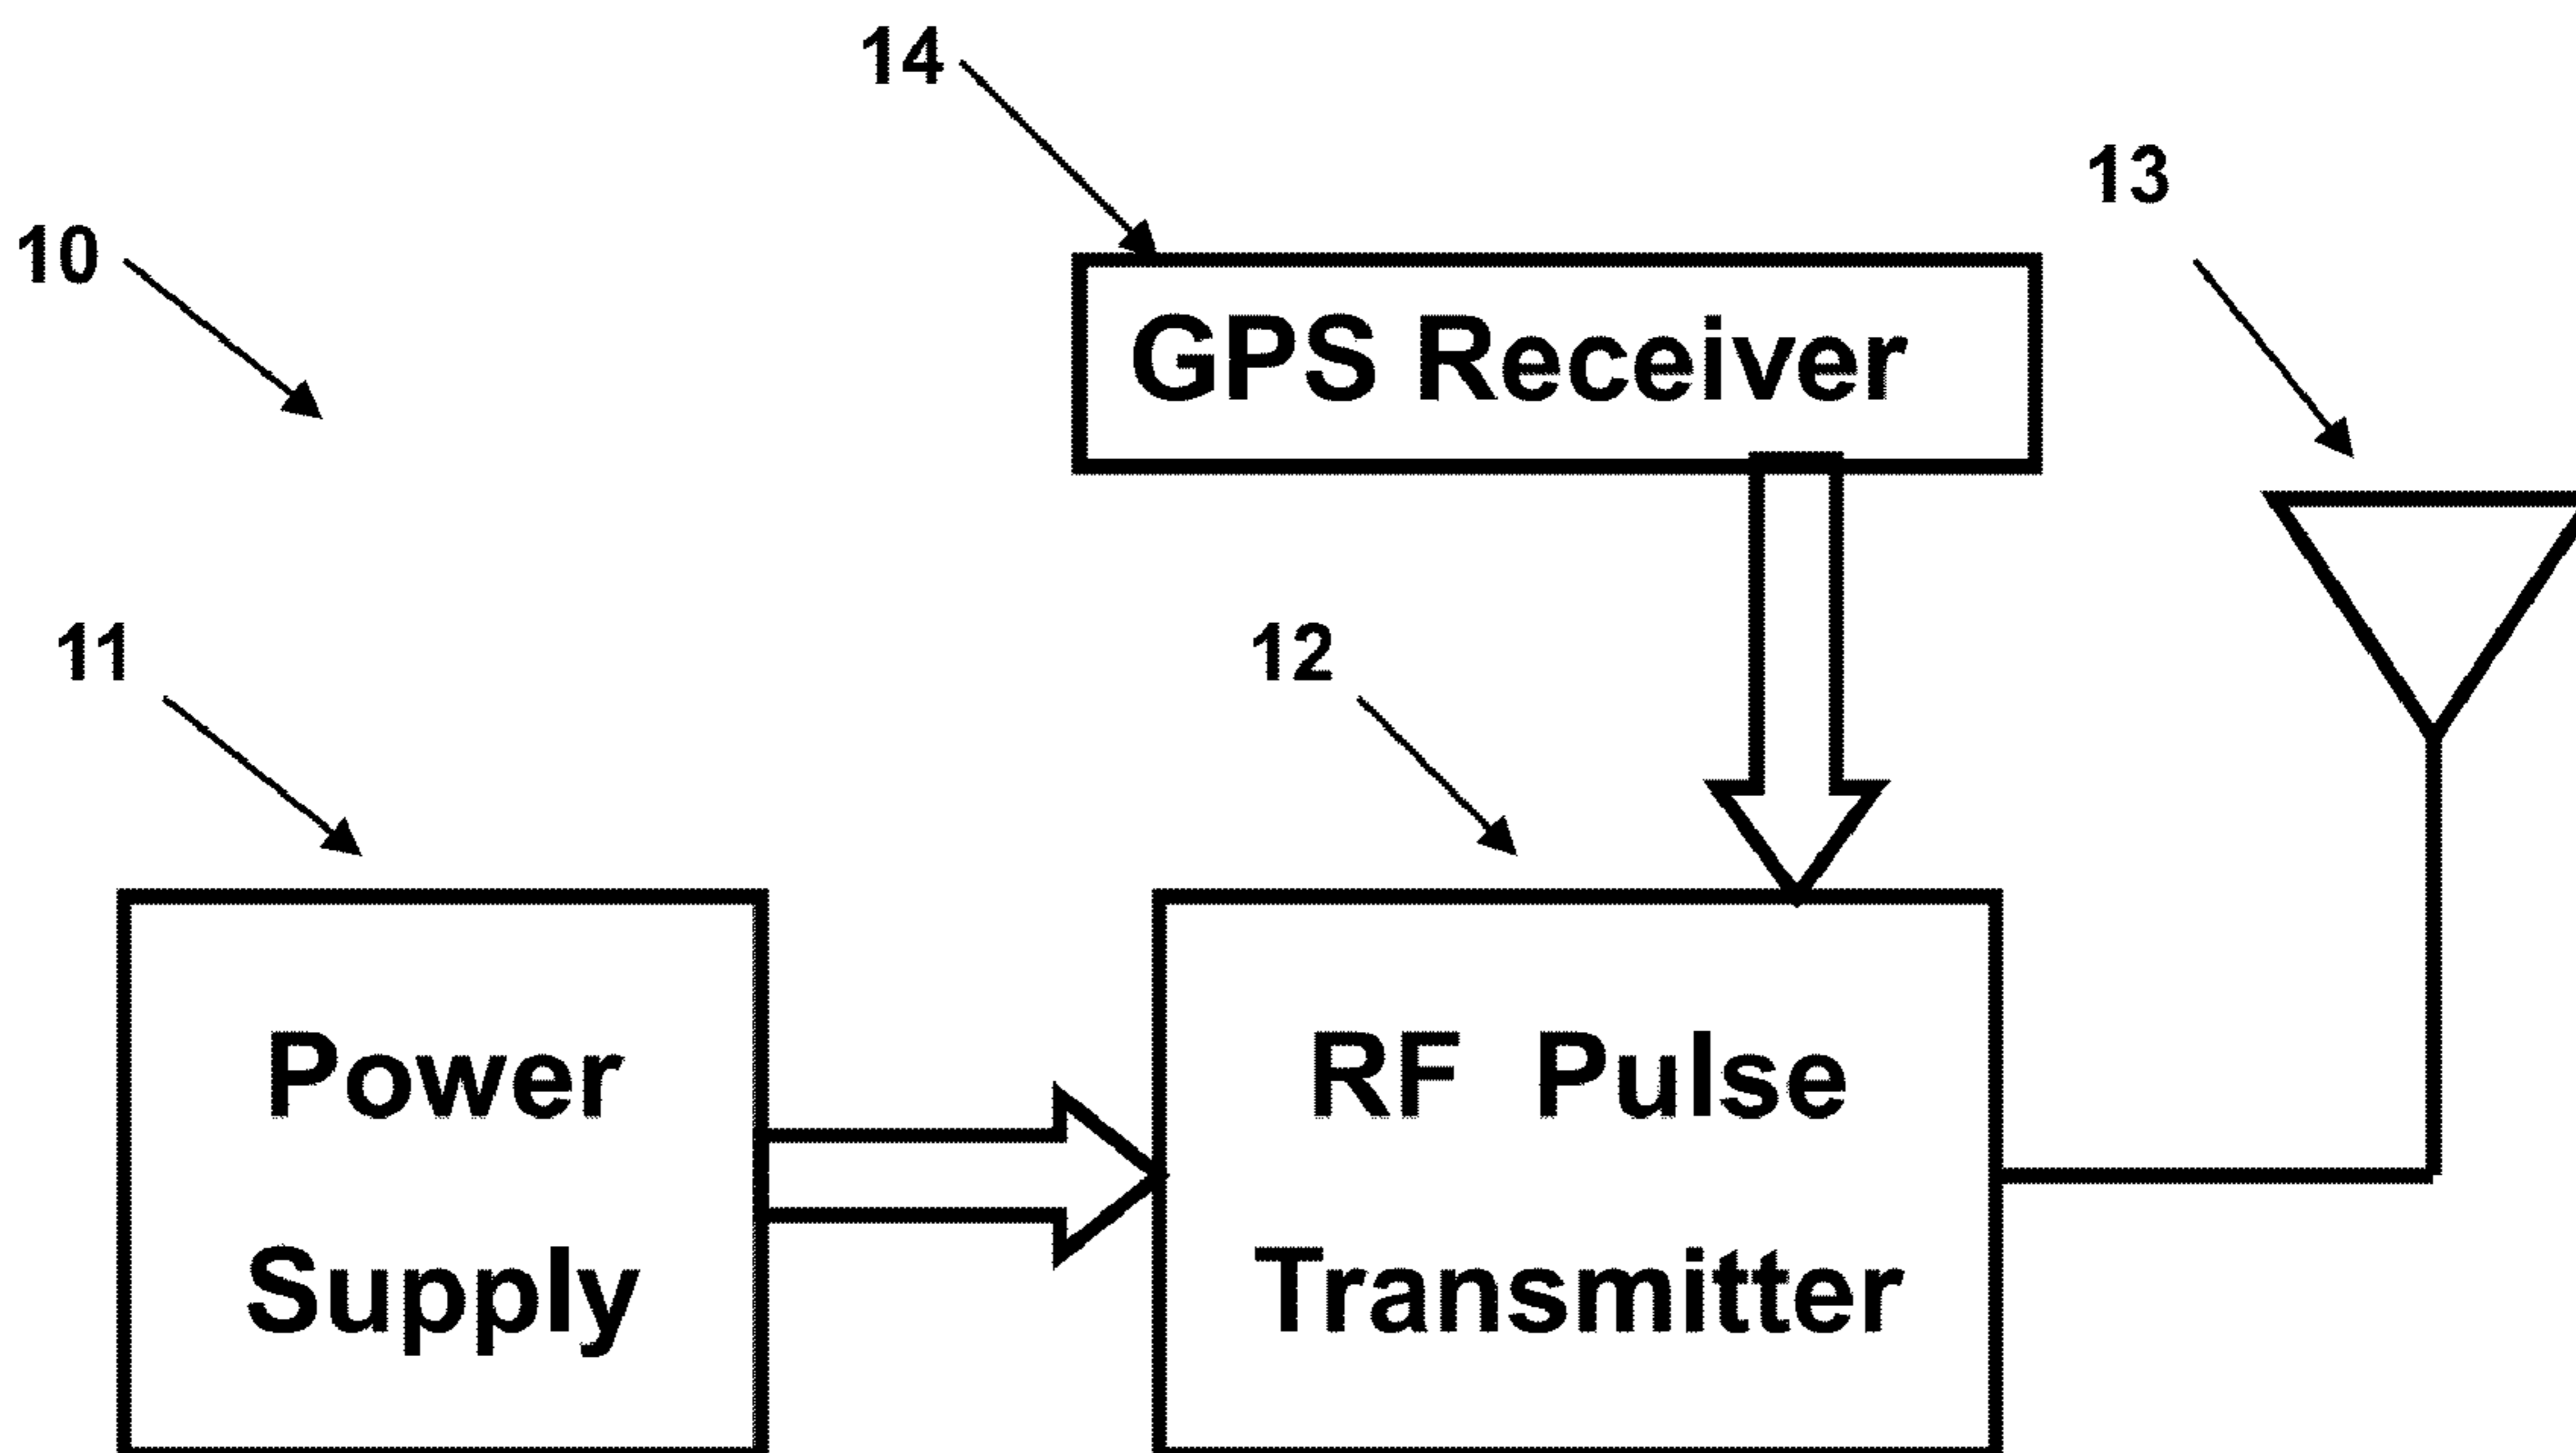 14
13
10
GPS Receiver
11
12
Power
Supply
RF Pulse
Transmitter